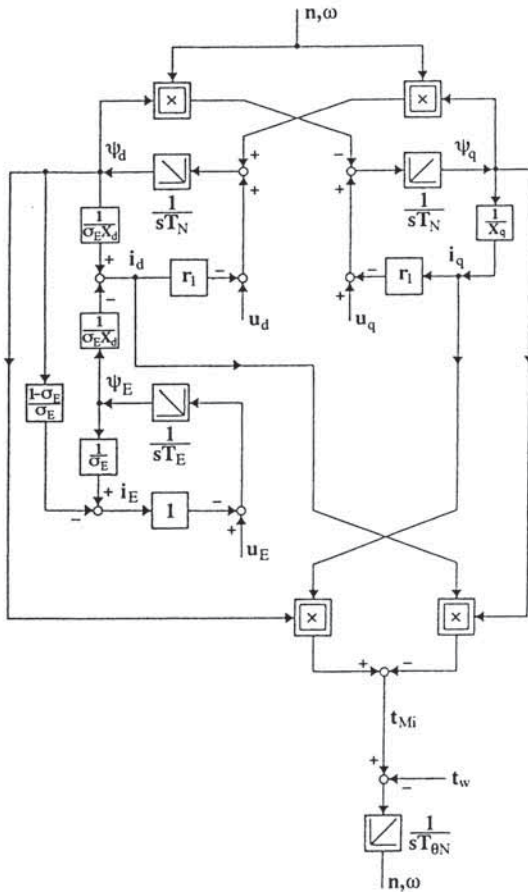 n,ω
×
×
+
+
−
+
ψd
1
sTN
1
sTN
ψq
1
σEXd
+
id
r1
−
+
ud
−
+
uq
r1
iq
1
Xq
−
1
σEXd
1-σE
σE
ψE
1
sTE
1
σE
+
iE
−
1
−
+
uE
×
×
+
−
tMi
+
−
tw
1
sTθN
n,ω